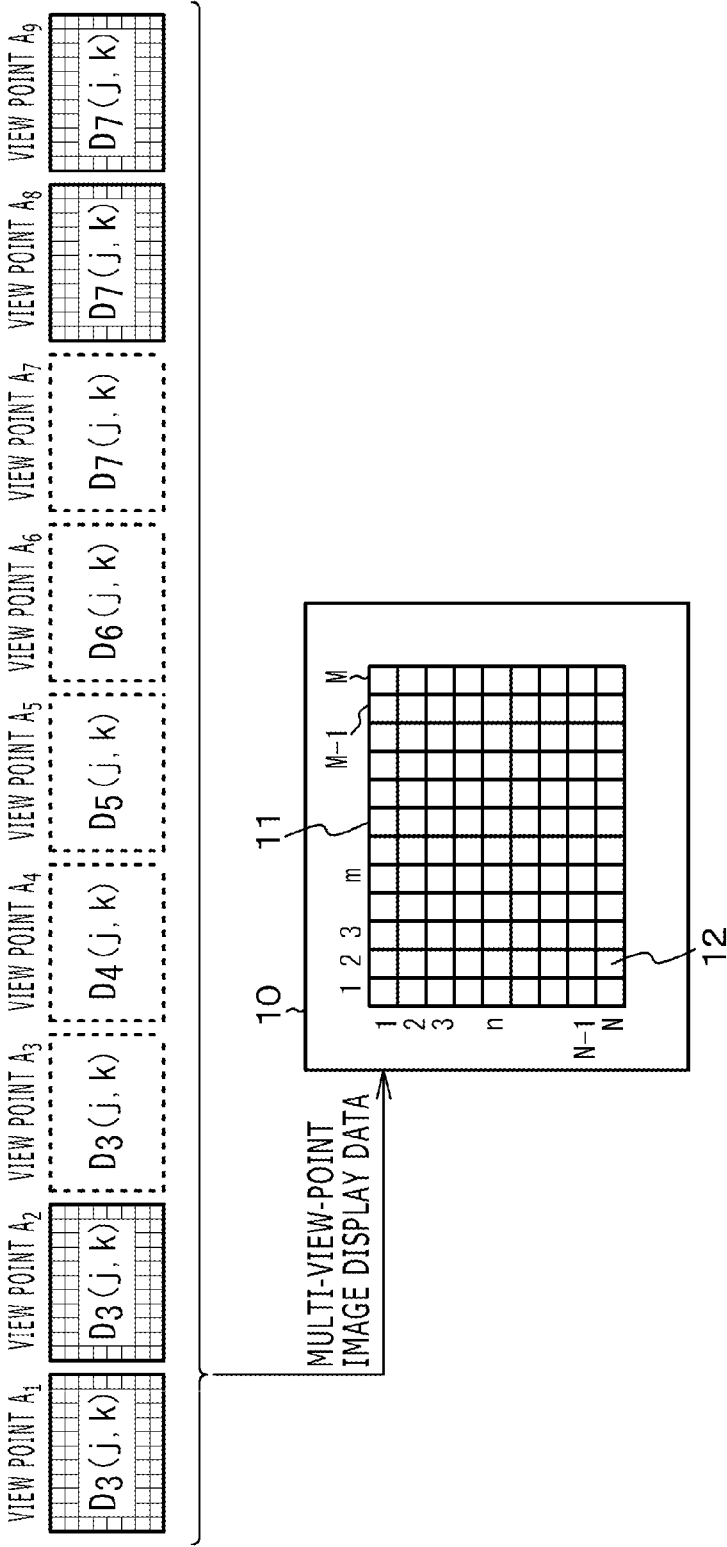 VIEW POINT A1 VIEW POINT A2 VIEW POINT A3 VIEW POINT A4 VIEW POINT A5 VIEW POINT A6 VIEW POINT A7 VIEW POINT A8 VIEW POINT A9
D3(j, k) D3(j, k) D3(j, k) D4(j, k) D5(j, k) D6(j, k) D7(j, k) D7(j, k) D7(j, k)
MULTI-VIEW-POINT
IMAGE DISPLAY DATA
10
11
1 2 3 m M-1 M
1
2
3
n
N-1
N
12